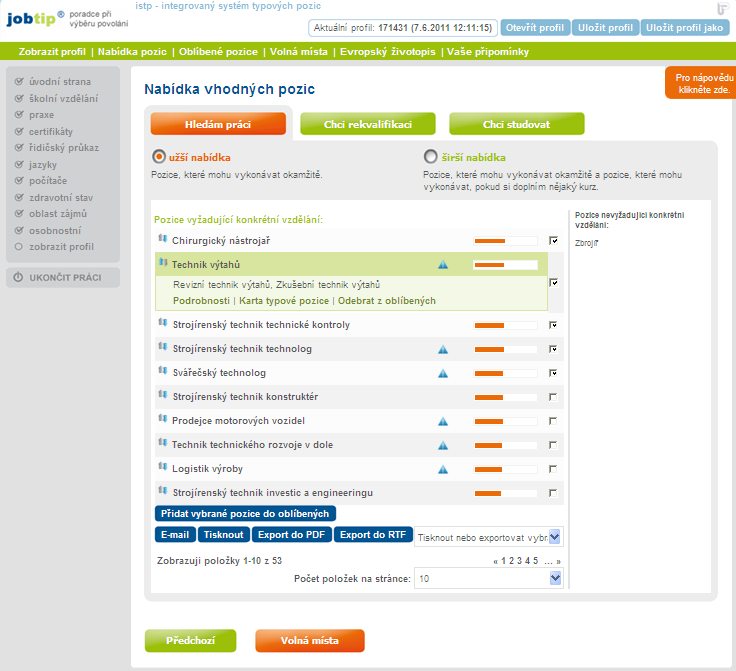 istp - integrovaný systém typových pozic
jobtip® poradce při
výběru povolání
Aktuální profil: 171431 (7.6.2011 12:11:15)
Otevřít profil
Uložit profil
Uložit profil jako
Zobrazit profil | Nabídka pozic | Oblíbené pozice | Volná místa | Evropský životopis | Vaše připomínky
úvodní strana
školní vzdělání
praxe
certifikáty
řidičský průkaz
jazyky
počítače
zdravotní stav
oblast zájmů
osobnostní
zobrazit profil
UKONČIT PRÁCI
Nabídka vhodných pozic
Pro nápovědu
klikněte zde.
Hledám práci
Chci rekvalifikaci
Chci studovat
užší nabídka
Pozice, které mohu vykonávat okamžitě.
širší nabídka
Pozice, které mohu vykonávat okamžitě a pozice, které mohu
vykonávat, pokud si doplním nějaký kurz.
Pozice vyžadující konkrétní vzdělání:
Chirurgický nástrojař
Technik výtahů
Revizní technik výtahů, Zkušební technik výtahů
Podrobnosti | Karta typové pozice | Odebrat z oblíbených
Strojírenský technik technické kontroly
Strojírenský technik technolog
Svářečský technolog
Strojírenský technik konstruktér
Prodejce motorových vozidel
Technik technického rozvoje v dole
Logistik výroby
Strojírenský technik investic a engineeringu
Přidat vybrané pozice do oblíbených
E-mail
Tisknout
Export do PDF
Export do RTF
Tisknout nebo exportovat vybr
Zobrazuji položky 1-10 z 53
« 1 2 3 4 5 ... »
Počet položek na stránce:
10
Pozice nevyžadující konkrétní
vzdělání:
Zbrojíř
Předchozí
Volná místa